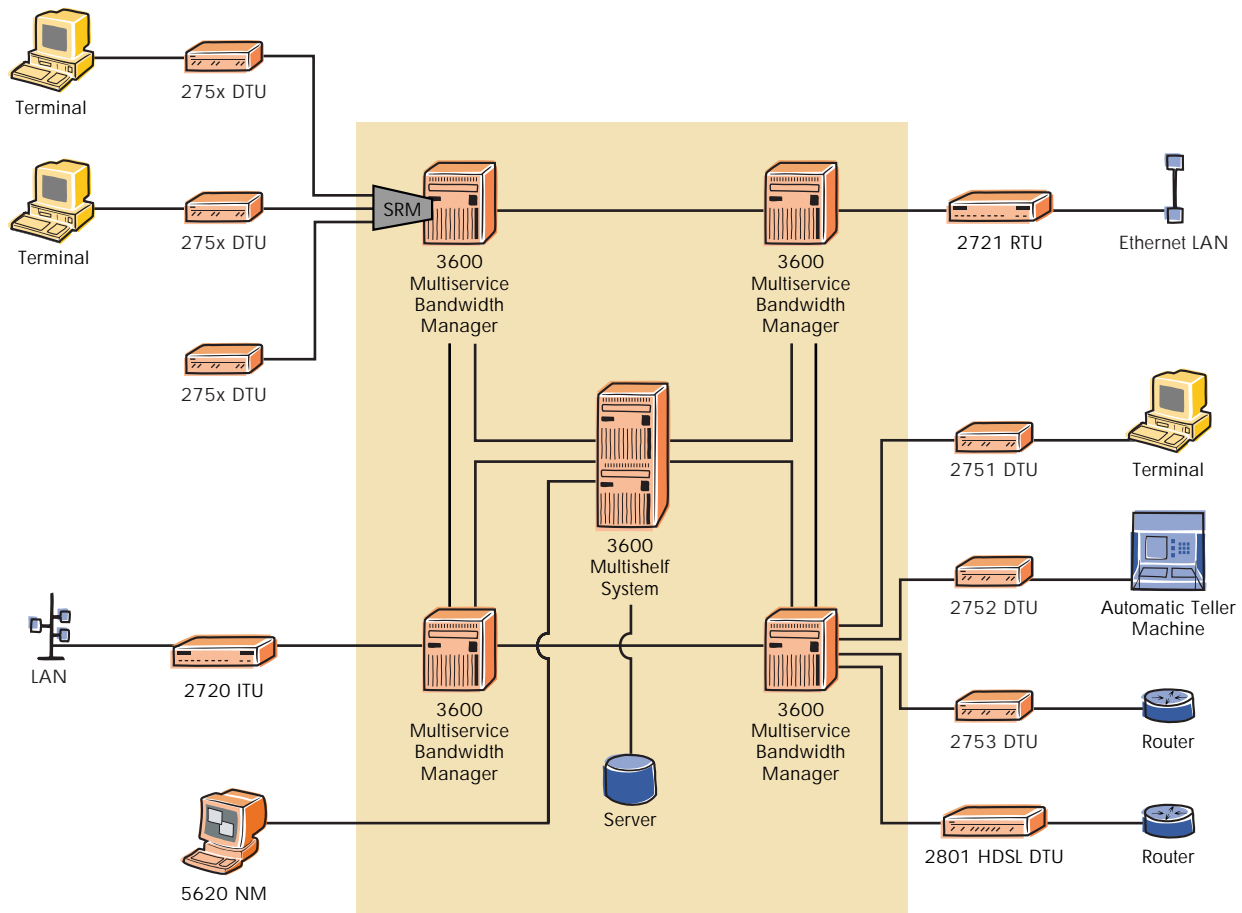 Terminal
275x DTU
Terminal
275x DTU
275x DTU
SRM
3600
Multiservice
Bandwidth
Manager
3600
Multiservice
Bandwidth
Manager
2721 RTU
Ethernet LAN
3600
Multishelf
System
2751 DTU
Terminal
2752 DTU
Automatic Teller
Machine
LAN
2720 ITU
3600
Multiservice
Bandwidth
Manager
3600
Multiservice
Bandwidth
Manager
2753 DTU
Router
Server
5620 NM
2801 HDSL DTU
Router